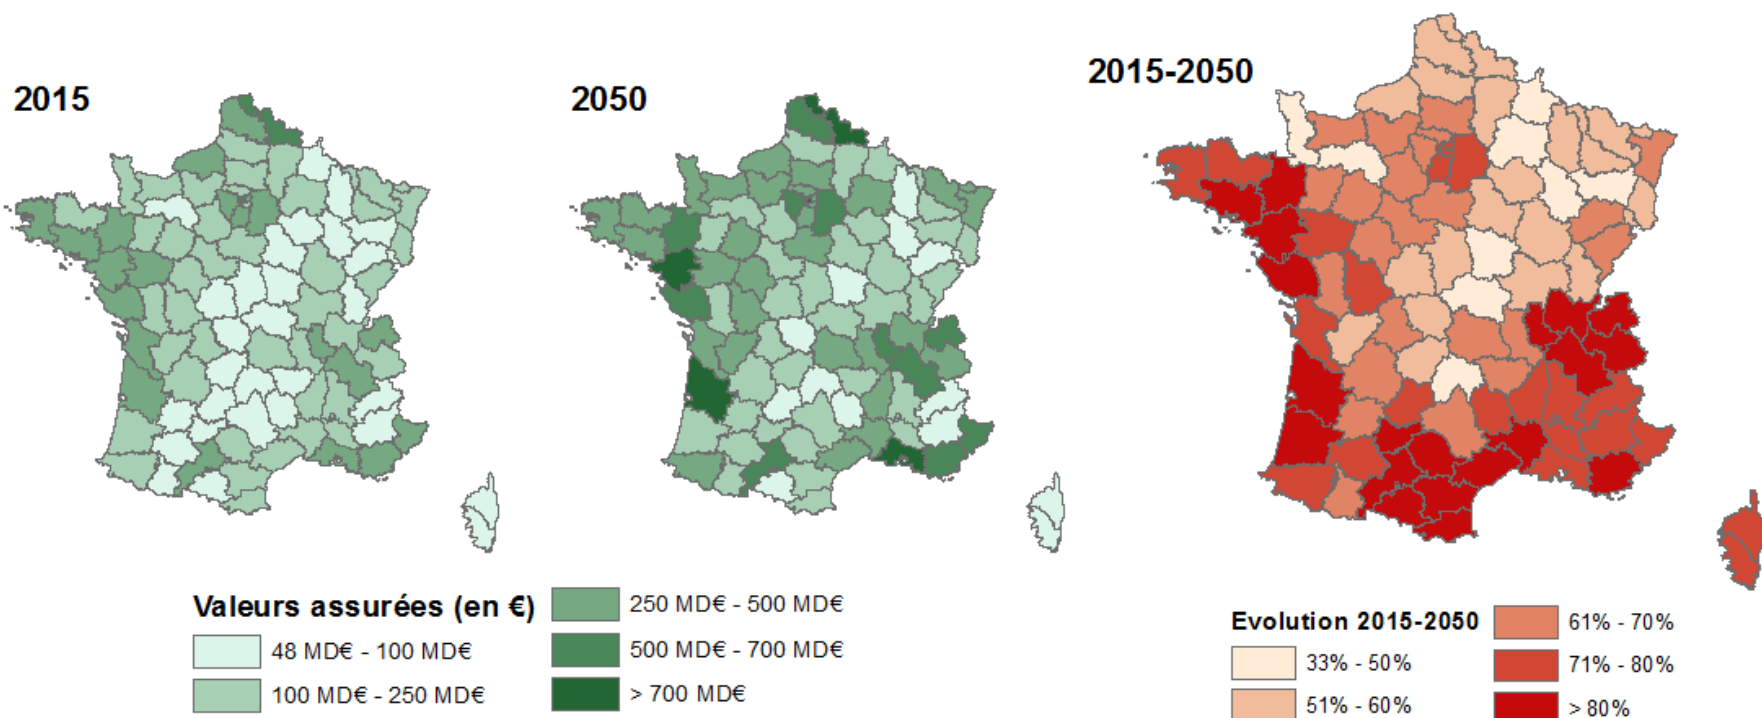 2015
2050
2015-2050
Valeurs assurées (en €)
48 MD€ - 100 MD€
100 MD€ - 250 MD€
250 MD€ - 500 MD€
500 MD€ - 700 MD€
> 700 MD€
Evolution 2015-2050
33% - 50%
51% - 60%
61% - 70%
71% - 80%
> 80%